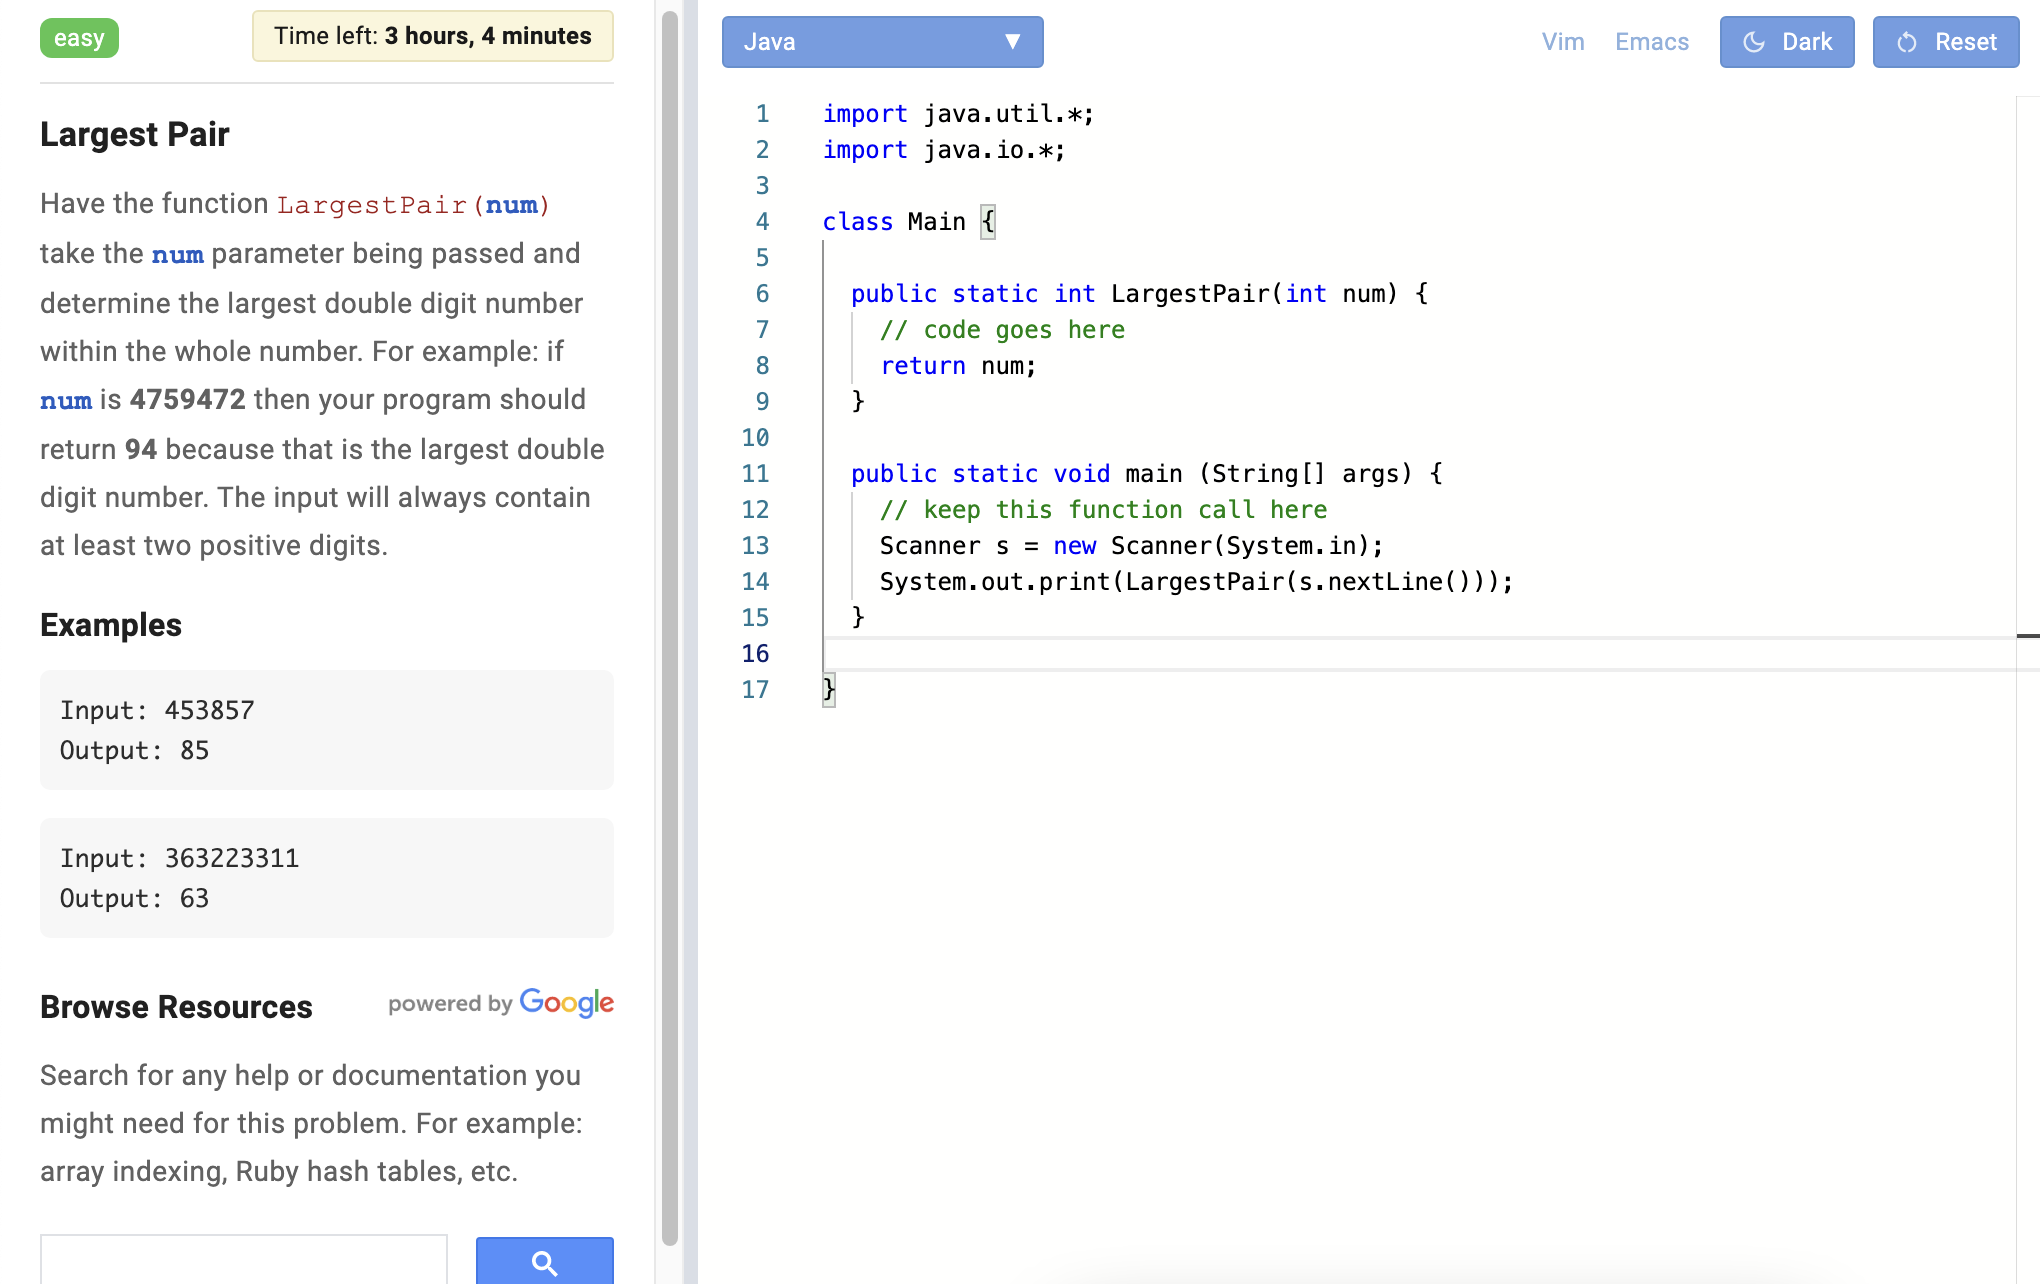 easy
Time left: 3 hours, 4 minutes
Largest Pair
Have the function LargestPair(num)
take the num parameter being passed and
determine the largest double digit number
within the whole number. For example: if
num is 4759472 then your program should
return 94 because that is the largest double
digit number. The input will always contain
at least two positive digits.
Examples
Input: 453857
Output: 85
Input: 363223311
Output: 63
Browse Resources
powered by Google
Search for any help or documentation you
might need for this problem. For example:
array indexing, Ruby hash tables, etc.
Java
Vim
Emacs
Dark
Reset
1 import java.util.*;
2 import java.io.*;
3
4 class Main {
5
6 public static int LargestPair(int num) {
7 // code goes here
8 return num;
9 }
10
11 public static void main (String[] args) {
12 // keep this function call here
13 Scanner s = new Scanner(System.in);
14 System.out.print(LargestPair(s.nextLine()));
15 }
16
17 }